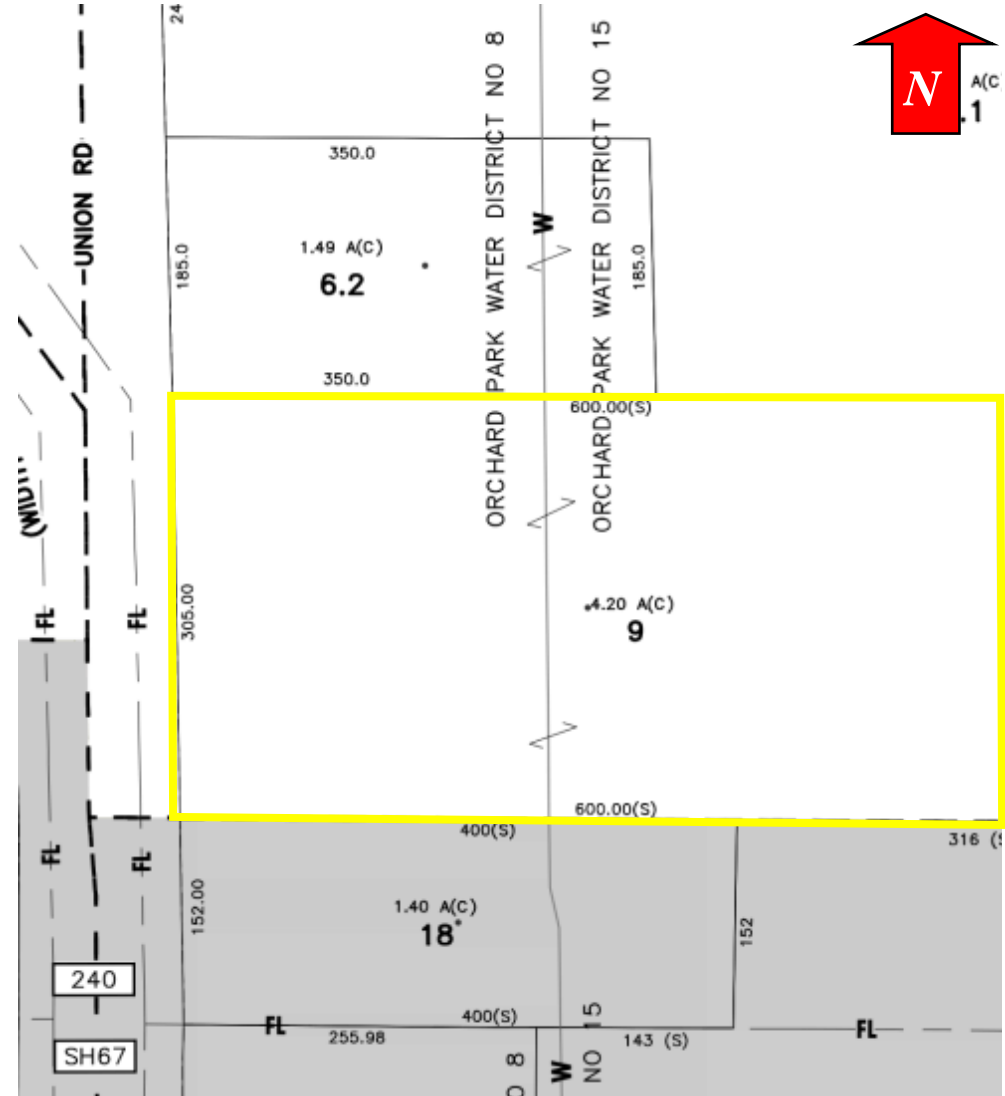 24
N
A(C
.1
UNION RD
ORCHARD PARK WATER DISTRICT NO 8
ORCHARD PARK WATER DISTRICT NO 15
350.0
W
1.49 A(C)
6.2
185.0
185.0
350.0
600.00(S)
(WIDTH
305.00
4.20 A(C)
9
FL
FL
600.00(S)
400(S)
316 (S
FL
FL
1.40 A(C)
18
152.00
152
240
400(S)
FL
255.98
143 (S)
FL
SH67
O 8
W
NO 15